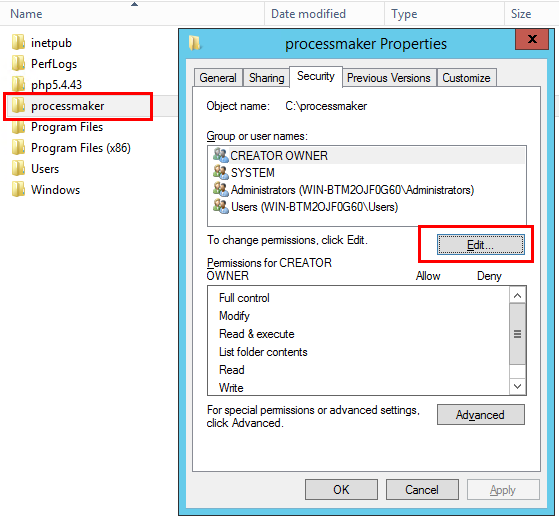 Name
Date modified
Type
Size
inetpub
PerfLogs
php5.4.43
processmaker
Program Files
Program Files (x86)
Users
Windows
processmaker Properties
x
General
Sharing
Security
Previous Versions
Customize
Object name: C:\processmaker
Group or user names:
CREATOR OWNER
SYSTEM
Administrators (WIN-BTM2OJF0G60\Administrators)
Users (WIN-BTM2OJF0G60\Users)
To change permissions, click Edit.
Edit...
Permissions for CREATOR
OWNER
Allow
Deny
Full control
Modify
Read & execute
List folder contents
Read
Write
For special permissions or advanced settings,
click Advanced.
Advanced
OK
Cancel
Apply